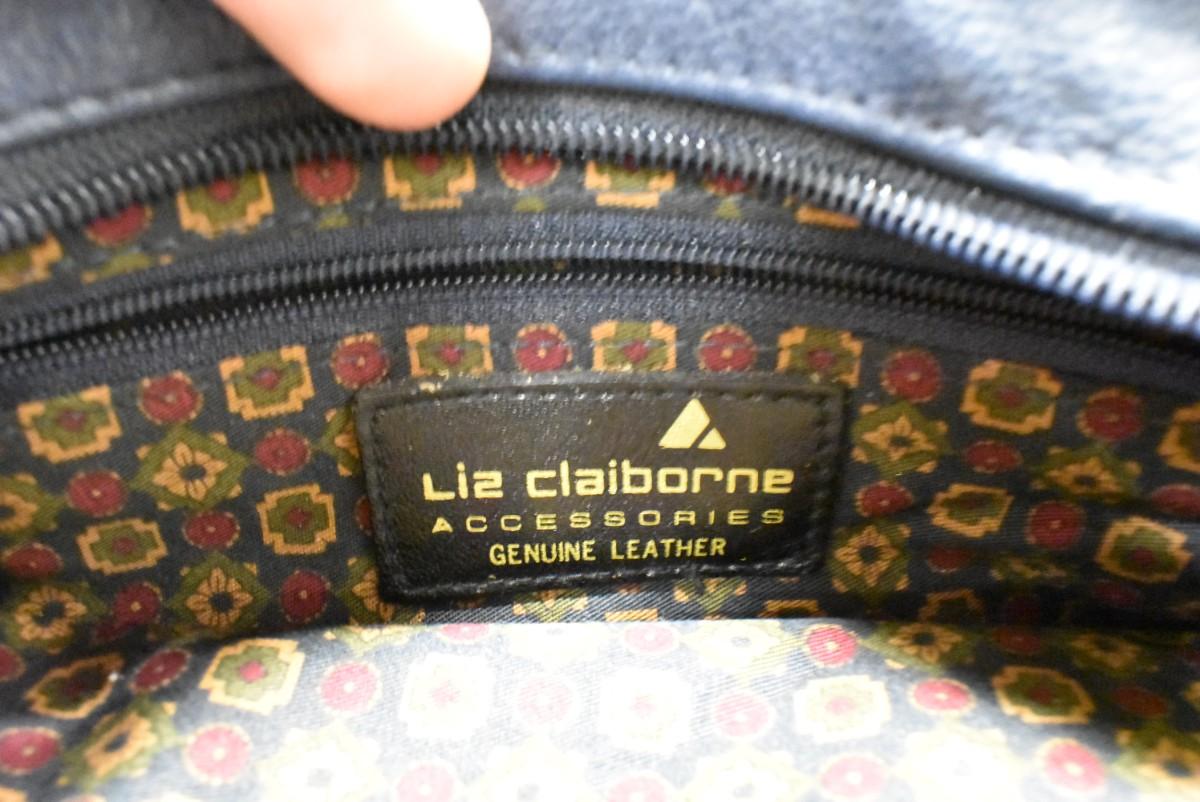 Liz claiborne
ACCESSORIES
GENUINE LEATHER